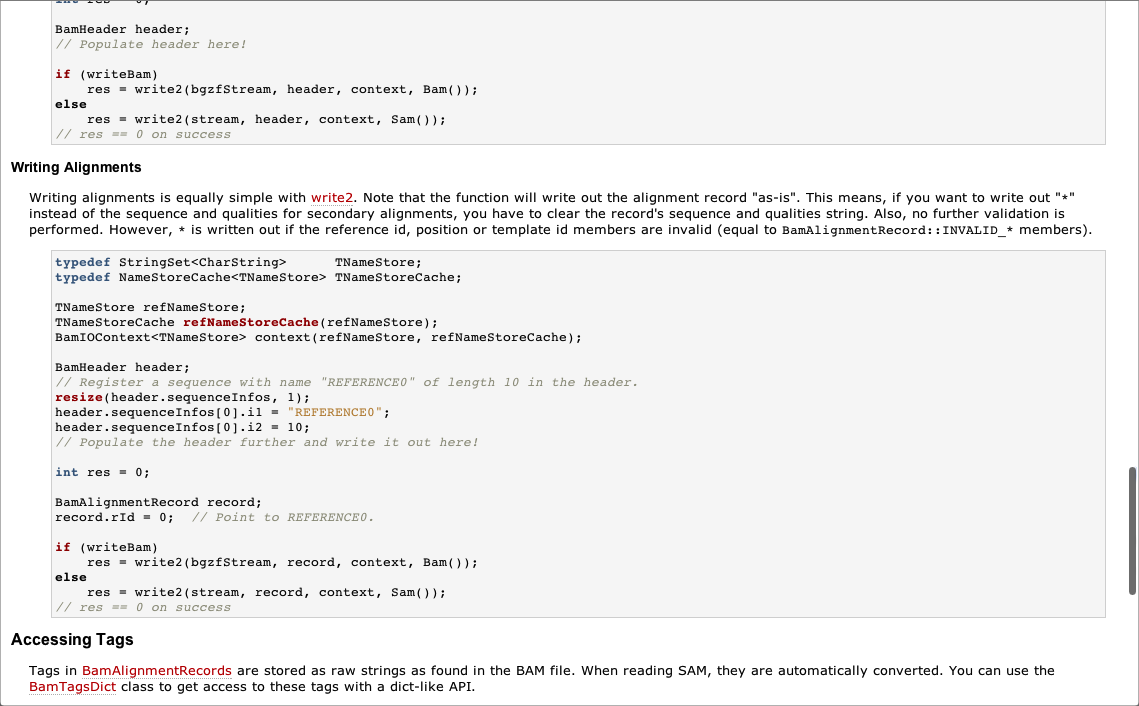 int res = 0;
BamHeader header;
// Populate header here!
if (writeBam)
    res = write2(bgzfStream, header, context, Bam());
else
    res = write2(stream, header, context, Sam());
// res == 0 on success
Writing Alignments
Writing alignments is equally simple with write2. Note that the function will write out the alignment record "as-is". This means, if you want to write out "*"
instead of the sequence and qualities for secondary alignments, you have to clear the record's sequence and qualities string. Also, no further validation is
performed. However, * is written out if the reference id, position or template id members are invalid (equal to BamAlignmentRecord::INVALID_* members).
typedef StringSet<CharString>      TNameStore;
typedef NameStoreCache<TNameStore> TNameStoreCache;
TNameStore refNameStore;
TNameStoreCache refNameStoreCache(refNameStore);
BamIOContext<TNameStore> context(refNameStore, refNameStoreCache);
BamHeader header;
// Register a sequence with name "REFERENCE0" of length 10 in the header.
resize(header.sequenceInfos, 1);
header.sequenceInfos[0].i1 = "REFERENCE0";
header.sequenceInfos[0].i2 = 10;
// Populate the header further and write it out here!
int res = 0;
BamAlignmentRecord record;
record.rId = 0;  // Point to REFERENCE0.
if (writeBam)
    res = write2(bgzfStream, record, context, Bam());
else
    res = write2(stream, record, context, Sam());
// res == 0 on success
Accessing Tags
Tags in BamAlignmentRecords are stored as raw strings as found in the BAM file. When reading SAM, they are automatically converted. You can use the
BamTagsDict class to get access to these tags with a dict-like API.